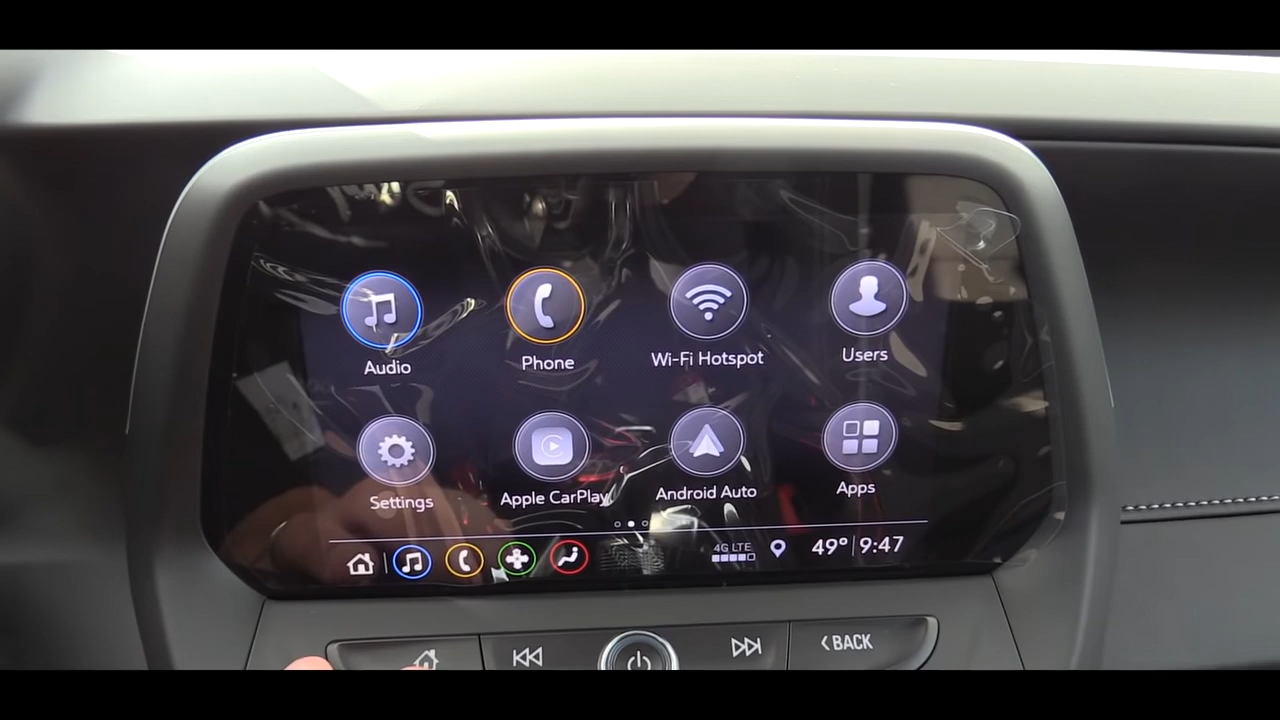 Audio
Phone
Wi-Fi Hotspot
Users
Settings
Apple CarPlay
Android Auto
Apps
4G LTE
49° 9:47
BACK